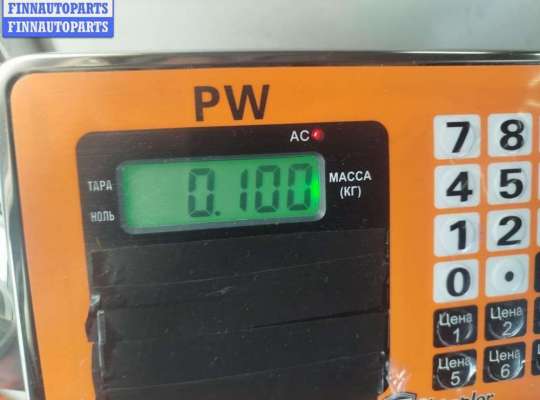 FINNAUTOPARTS
FINNAUTOPARTS
PW
AC
ТАРА
0.100
МАССА
(КГ)
НОЛЬ
7 8
4 5
1 2
0 .
Цена 1
Цена 2
Цена 5
Цена 6